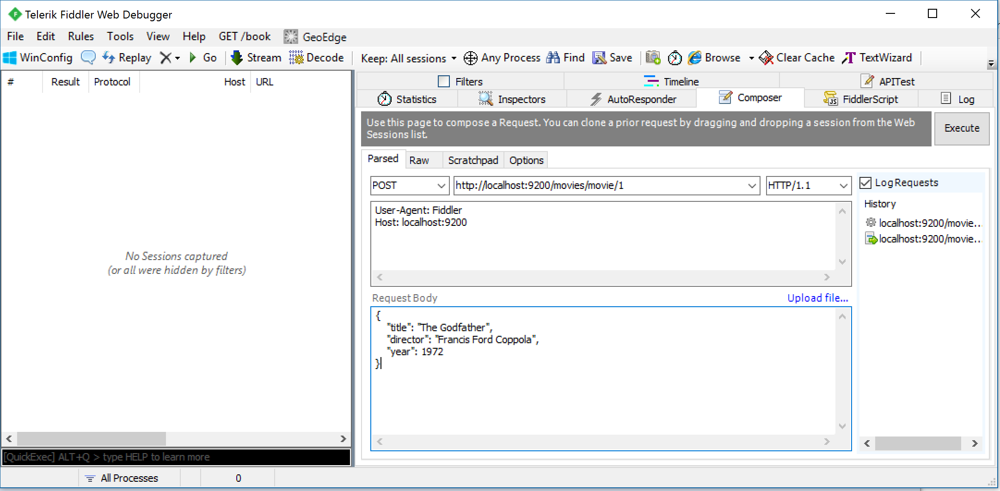 Telerik Fiddler Web Debugger
File Edit Rules Tools View Help GET /book GeoEdge
WinConfig Replay Go Stream Decode Keep: All sessions Any Process Find Save Browse Clear Cache TextWizard
# Result Protocol Host URL
No Sessions captured
(or all were hidden by filters)
[QuickExec] ALT+Q > type HELP to learn more
All Processes 0
Filters Timeline APITest
Statistics Inspectors AutoResponder Composer FiddlerScript Log
Use this page to compose a Request. You can clone a prior request by dragging and dropping a session from the Web
Sessions list.
Execute
Parsed Raw Scratchpad Options
POST http://localhost:9200/movies/movie/1 HTTP/1.1
User-Agent: Fiddler
Host: localhost:9200
Request Body Upload file...
{
"title": "The Godfather",
"director": "Francis Ford Coppola",
"year": 1972
}
Log Requests
History
localhost:9200/movie...
localhost:9200/movie...